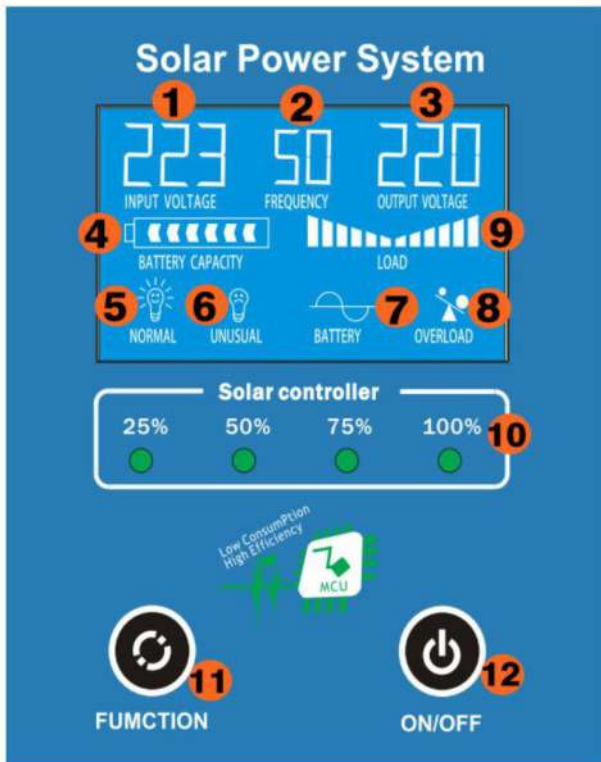 Solar Power System
1 2 3
223 50 220
INPUT VOLTAGE FREQUENCY OUTPUT VOLTAGE
4 9
BATTERY CAPACITY LOAD
5 6 7 8
NORMAL UNUSUAL BATTERY OVERLOAD
Solar controller
25% 50% 75% 100% 10
Low ConsumPtion
High Efficiency
MCU
11 12
FUMCTION ON/OFF